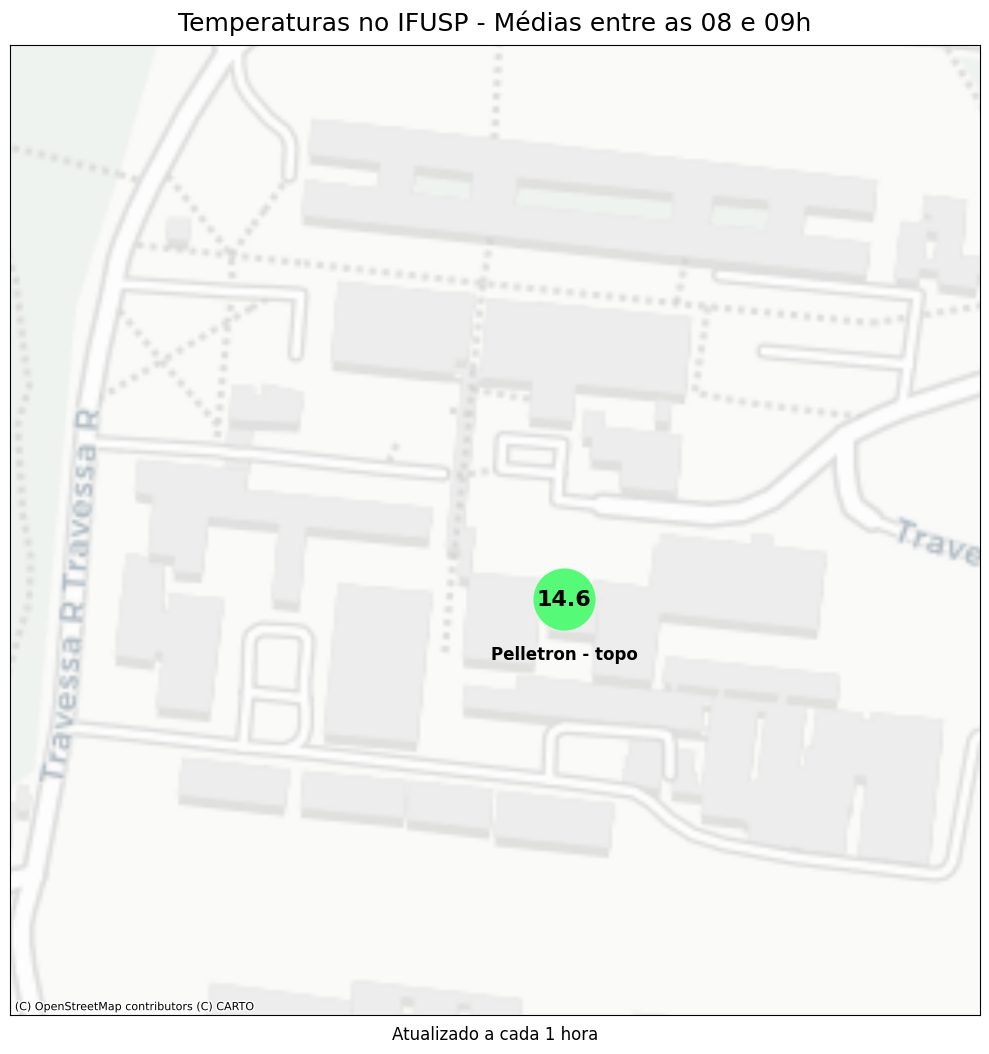 Temperaturas no IFUSP - Médias entre as 08 e 09h
Travessa R
Travessa R
Trave
14.6
Pelletron - topo
Travessa R
(C) OpenStreetMap contributors (C) CARTO
Atualizado a cada 1 hora